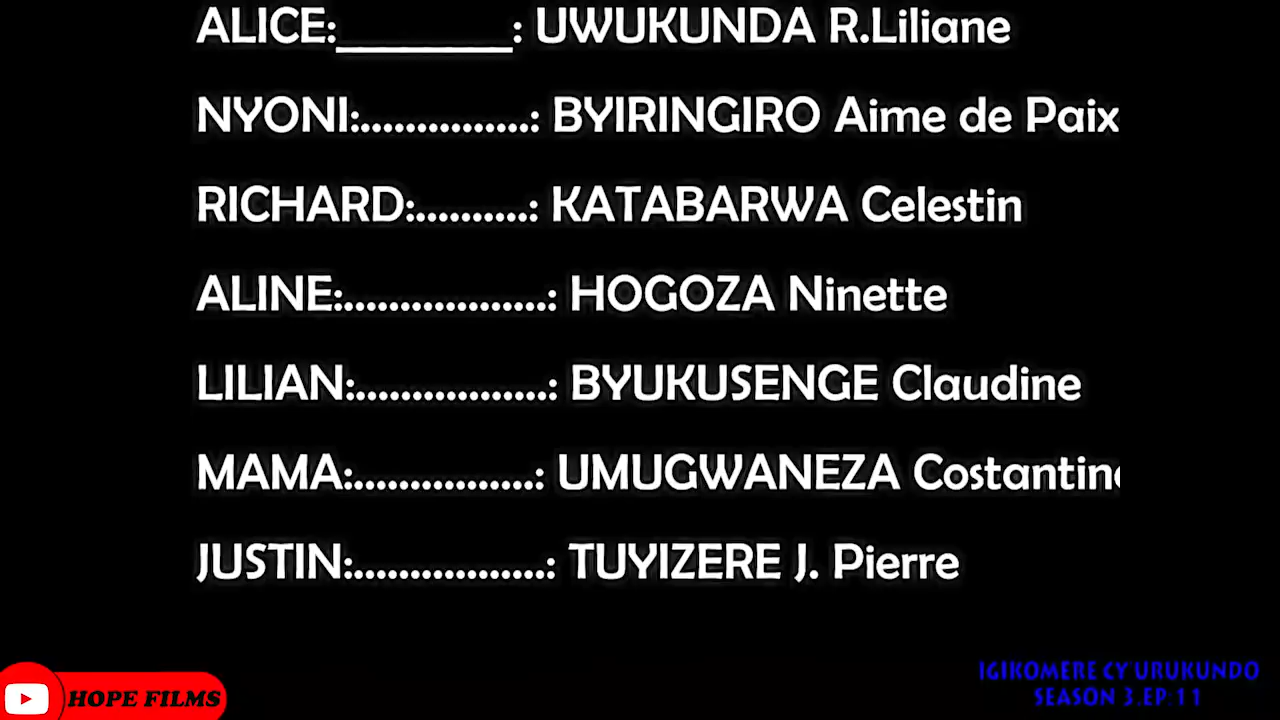 ALICE:________: UWUKUNDA R.Liliane
NYONI:...............: BYIRINGIRO Aime de Paix
RICHARD:..........: KATABARWA Celestin
ALINE:..................: HOGOZA Ninette
LILIAN:.................: BYUKUSENGE Claudine
MAMA:................: UMUGWANEZA
JUSTIN:.................: TUYIZERE J. Pierre
HOPE FILMS
IGIKOMERE CY'URUKUNDO
SEASON 3.EP:11